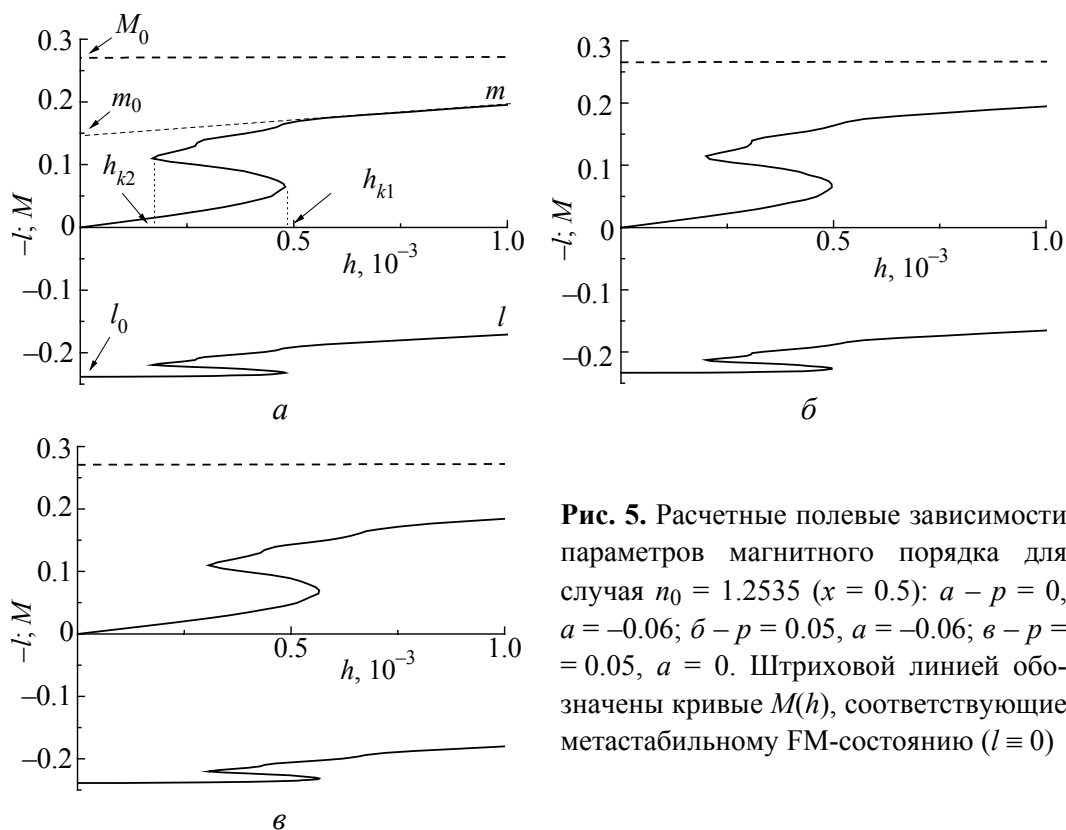 0.3
M₀
0.2
m₀
m
0.1
h_k2
h_k1
0
0.5
1.0
h, 10⁻³
–l; M
–0.1
l₀
l
–0.2
а
0.3
0.2
0.1
0
0.5
1.0
h, 10⁻³
–l; M
–0.1
–0.2
б
0.3
0.2
0.1
0
0.5
1.0
h, 10⁻³
–l; M
–0.1
–0.2
в
Рис. 5. Расчетные полевые зависимости
параметров магнитного порядка для
случая n₀ = 1.2535 (x = 0.5): а – p = 0,
a = –0.06; б – p = 0.05, a = –0.06; в – p =
= 0.05, a = 0. Штриховой линией обо-
значены кривые M(h), соответствующие
метастабильному FM-состоянию (l ≡ 0)